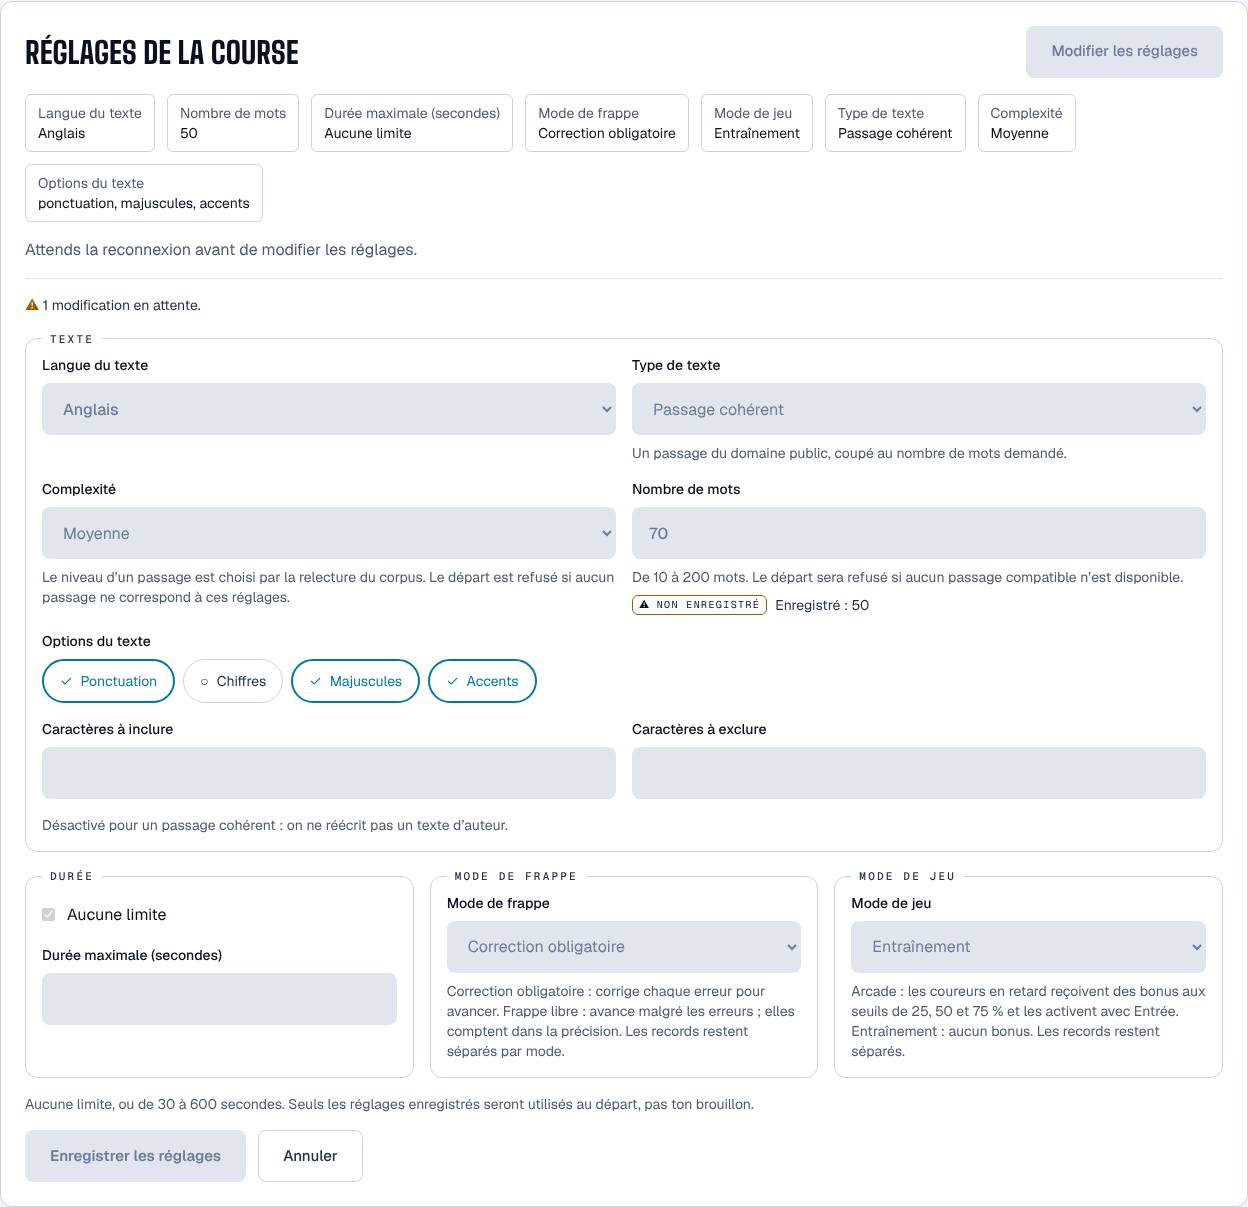 RÉGLAGES DE LA COURSE
Modifier les réglages
Langue du texte
Anglais
Nombre de mots
50
Durée maximale (secondes)
Aucune limite
Mode de frappe
Correction obligatoire
Mode de jeu
Entraînement
Type de texte
Passage cohérent
Complexité
Moyenne
Options du texte
ponctuation, majuscules, accents
Attends la reconnexion avant de modifier les réglages.
1 modification en attente.
TEXTE
Langue du texte
Anglais
Type de texte
Passage cohérent
Un passage du domaine public, coupé au nombre de mots demandé.
Complexité
Moyenne
Le niveau d’un passage est choisi par la relecture du corpus. Le départ est refusé si aucun
passage ne correspond à ces réglages.
Nombre de mots
70
De 10 à 200 mots. Le départ sera refusé si aucun passage compatible n’est disponible.
NON ENREGISTRÉ Enregistré : 50
Options du texte
Ponctuation
Chiffres
Majuscules
Accents
Caractères à inclure
Caractères à exclure
Désactivé pour un passage cohérent : on ne réécrit pas un texte d’auteur.
DURÉE
Aucune limite
Durée maximale (secondes)
MODE DE FRAPPE
Mode de frappe
Correction obligatoire
Correction obligatoire : corrige chaque erreur pour
avancer. Frappe libre : avance malgré les erreurs ; elles
comptent dans la précision. Les records restent
séparés par mode.
MODE DE JEU
Mode de jeu
Entraînement
Arcade : les coureurs en retard reçoivent des bonus aux
seuils de 25, 50 et 75 % et les activent avec Entrée.
Entraînement : aucun bonus. Les records restent
séparés.
Aucune limite, ou de 30 à 600 secondes. Seuls les réglages enregistrés seront utilisés au départ, pas ton brouillon.
Enregistrer les réglages
Annuler